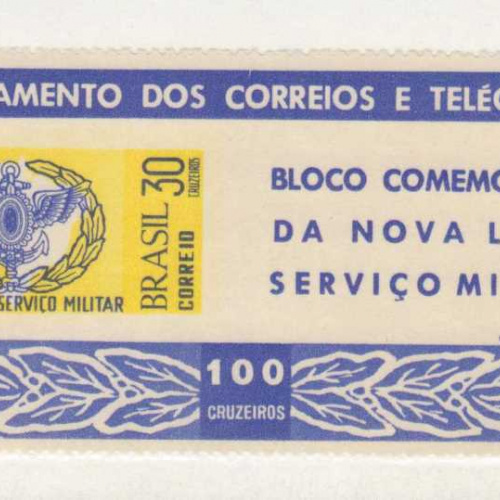 AMENTO DOS CORREIOS E TELÉG
SERVIÇO MILITAR
BRASIL 30
CORREIO CRUZEIROS
BLOCO COMEMO
DA NOVA L
SERVIÇO MI
100
CRUZEIROS